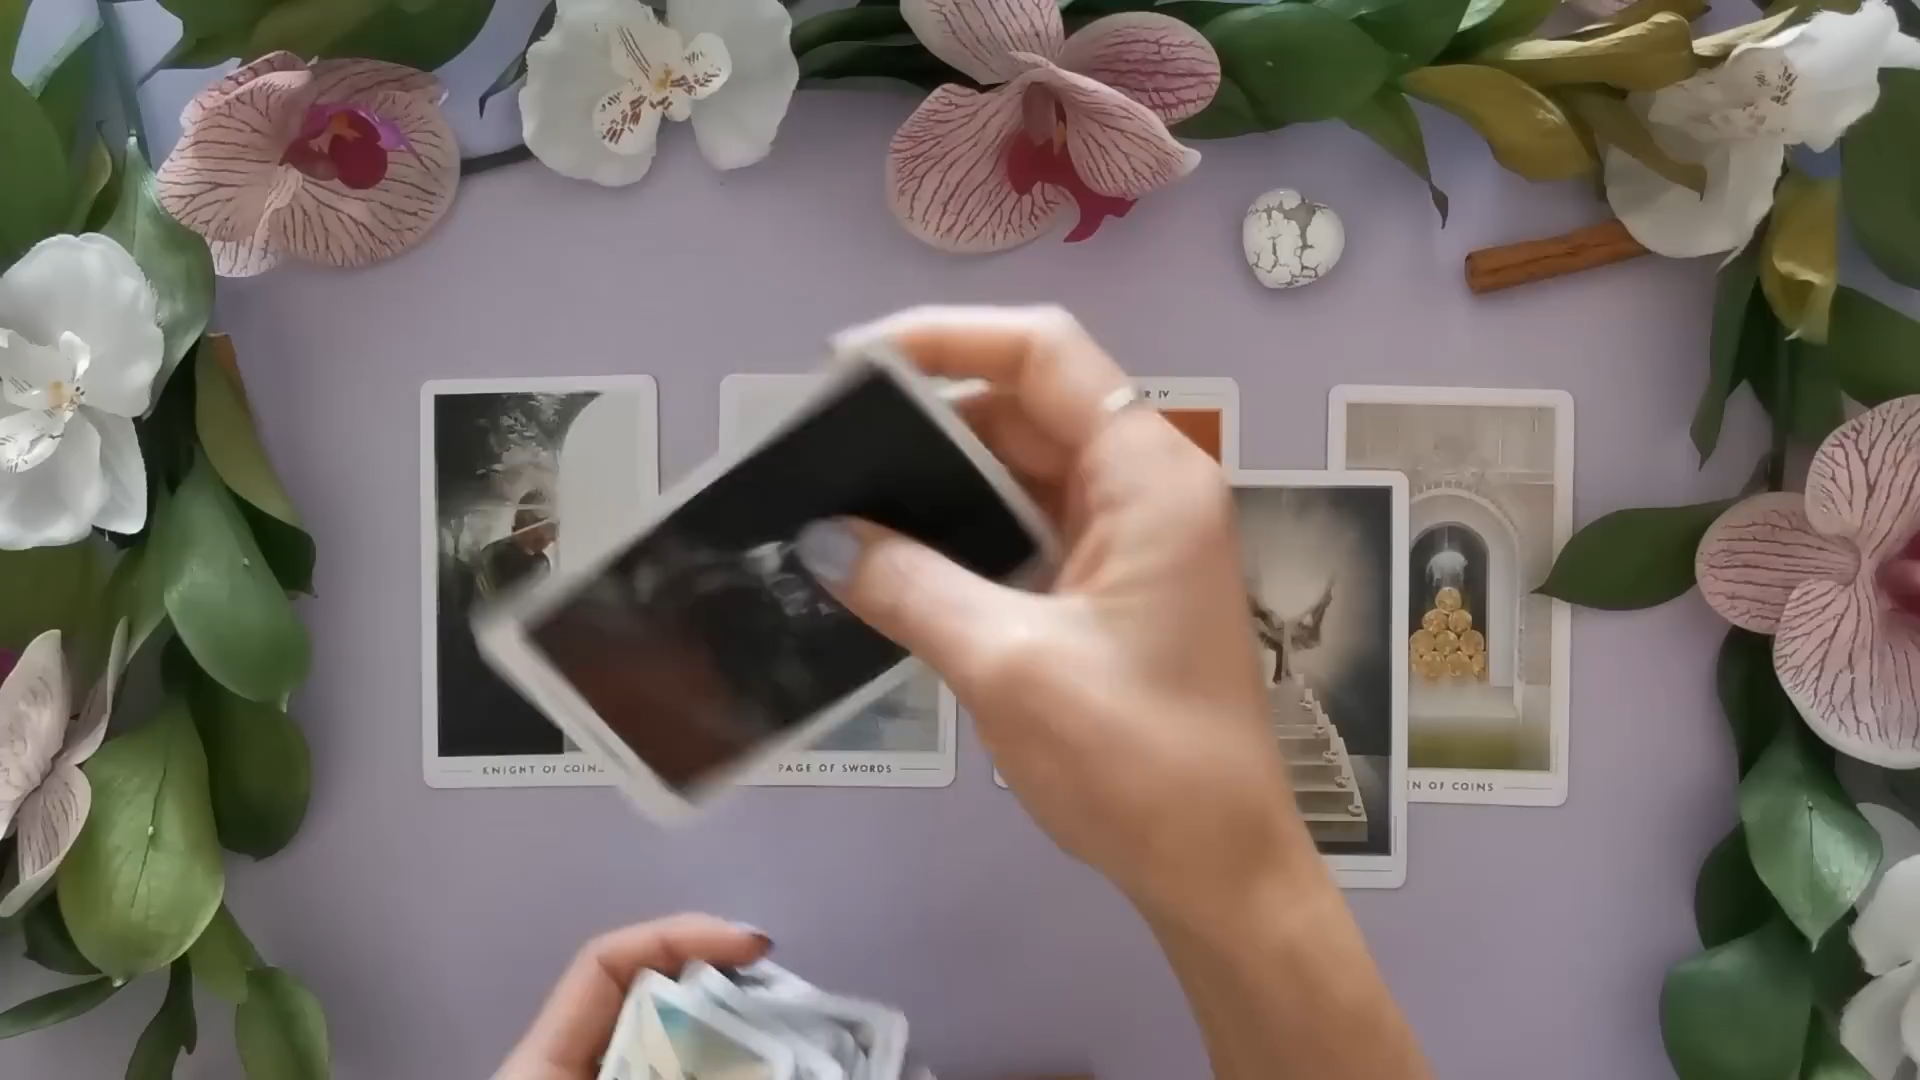 R IV
KNIGHT OF COIN
PAGE OF SWORDS
N OF COINS